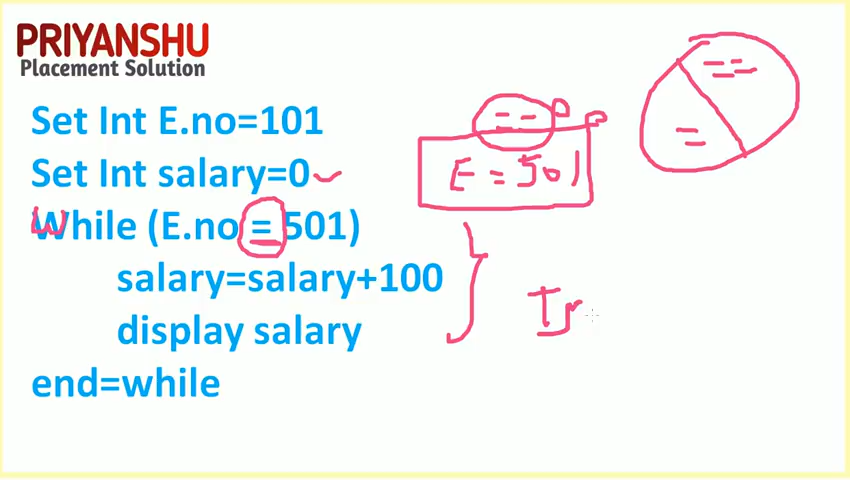 PRIYANSHU
Placement Solution
Set Int E.no=101
Set Int salary=0
While (E.no = 501)
salary=salary+100
display salary
end=while
E = 501
Tr